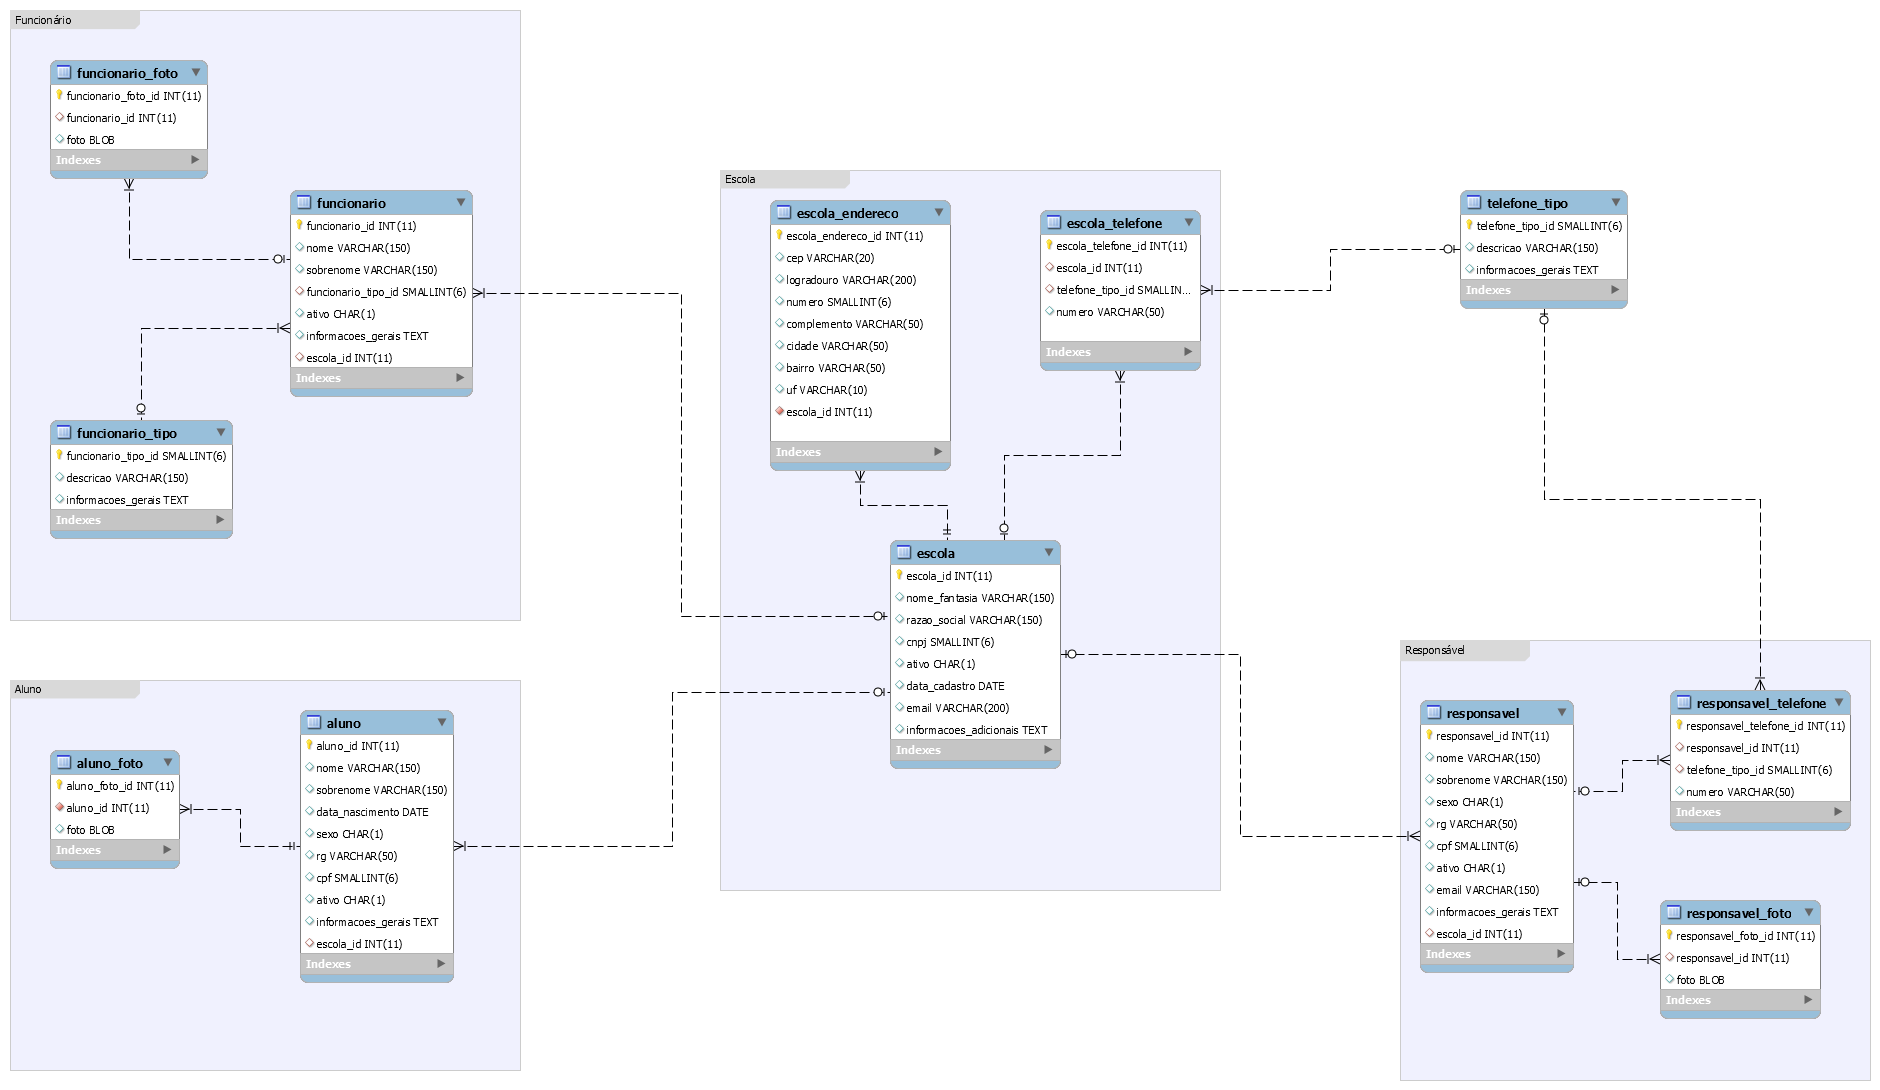 Funcionário
funcionario_foto
funcionario_foto_id INT(11)
funcionario_id INT(11)
foto BLOB
Indexes
funcionario
funcionario_id INT(11)
nome VARCHAR(150)
sobrenome VARCHAR(150)
funcionario_tipo_id SMALLINT(6)
ativo CHAR(1)
informacoes_gerais TEXT
escola_id INT(11)
Indexes
funcionario_tipo
funcionario_tipo_id SMALLINT(6)
descricao VARCHAR(150)
informacoes_gerais TEXT
Indexes
Escola
escola_endereco
escola_endereco_id INT(11)
cep VARCHAR(20)
logradouro VARCHAR(200)
numero SMALLINT(6)
complemento VARCHAR(50)
cidade VARCHAR(50)
bairro VARCHAR(50)
uf VARCHAR(10)
escola_id INT(11)
Indexes
escola_telefone
escola_telefone_id INT(11)
escola_id INT(11)
telefone_tipo_id SMALLIN...
numero VARCHAR(50)
Indexes
escola
escola_id INT(11)
nome_fantasia VARCHAR(150)
razao_social VARCHAR(150)
cnpj SMALLINT(6)
ativo CHAR(1)
data_cadastro DATE
email VARCHAR(200)
informacoes_adicionais TEXT
Indexes
telefone_tipo
telefone_tipo_id SMALLINT(6)
descricao VARCHAR(150)
informacoes_gerais TEXT
Indexes
Aluno
aluno_foto
aluno_foto_id INT(11)
aluno_id INT(11)
foto BLOB
Indexes
aluno
aluno_id INT(11)
nome VARCHAR(150)
sobrenome VARCHAR(150)
data_nascimento DATE
sexo CHAR(1)
rg VARCHAR(50)
cpf SMALLINT(6)
ativo CHAR(1)
informacoes_gerais TEXT
escola_id INT(11)
Indexes
Responsável
responsavel
responsavel_id INT(11)
nome VARCHAR(150)
sobrenome VARCHAR(150)
sexo CHAR(1)
rg VARCHAR(50)
cpf SMALLINT(6)
ativo CHAR(1)
email VARCHAR(150)
informacoes_gerais TEXT
escola_id INT(11)
Indexes
responsavel_telefone
responsavel_telefone_id INT(11)
responsavel_id INT(11)
telefone_tipo_id SMALLINT(6)
numero VARCHAR(50)
Indexes
responsavel_foto
responsavel_foto_id INT(11)
responsavel_id INT(11)
foto BLOB
Indexes